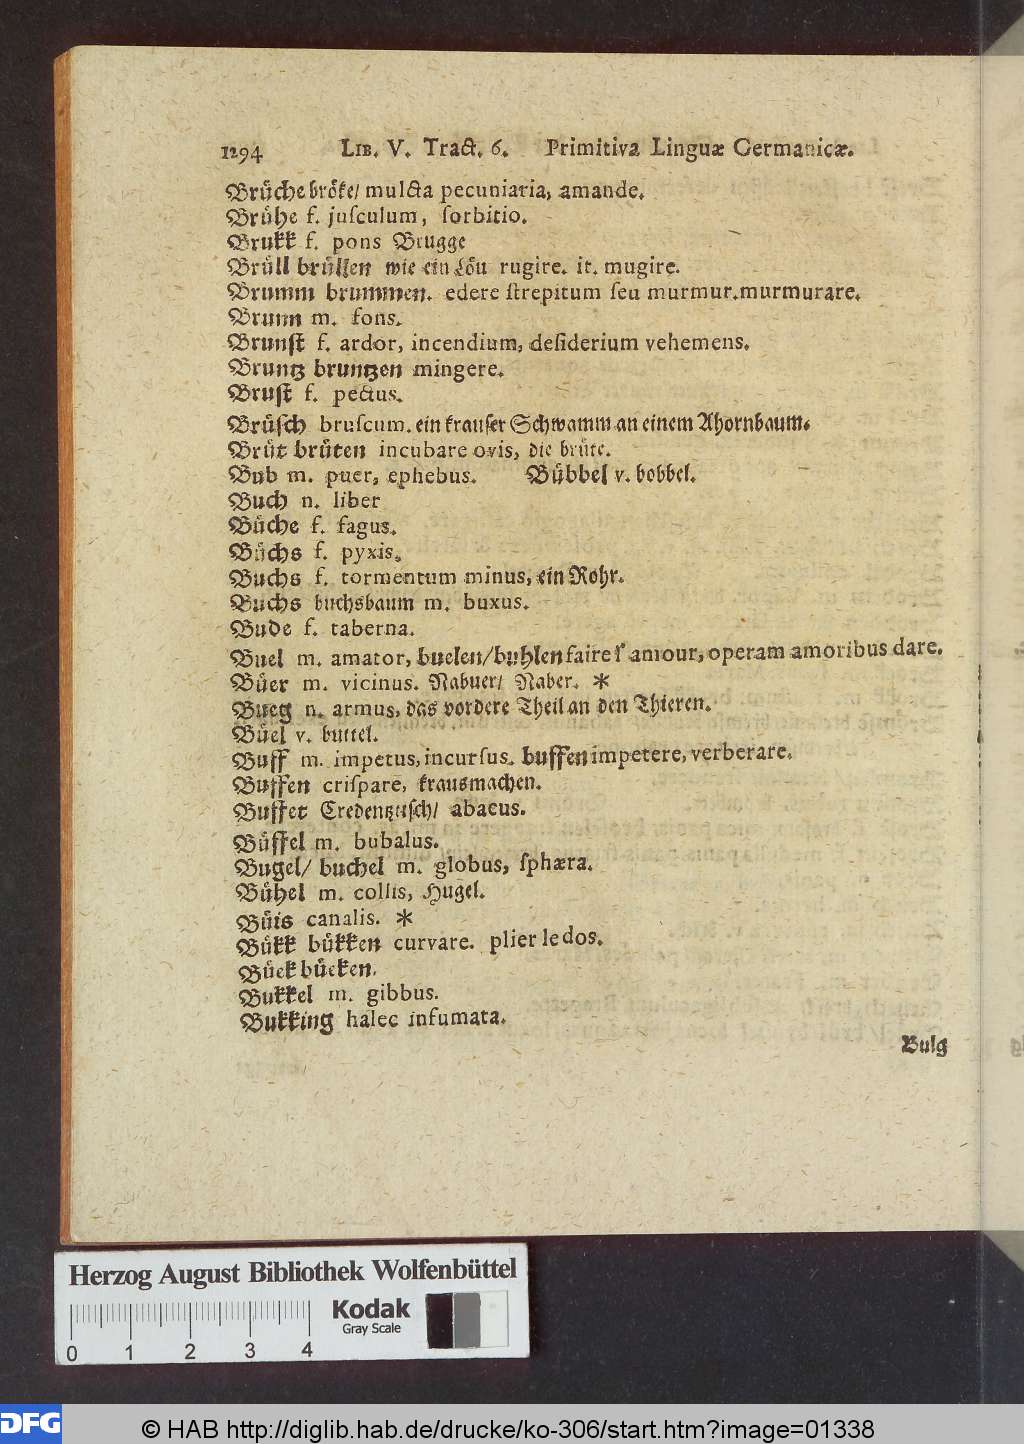 1294 LIB. V. Tract. 6. Primitiva Linguæ Germanicæ.
Brüche bröke/ mulcta pecuniaria, amande.
Brühe f. juſculum, ſorbitio.
Brukk f. pons Brugge
Brüll brüllen wie ein Löu rugire. it. mugire.
Brumm brummen. edere ſtrepitum ſeu murmur. murmurare.
Brunn m. fons.
Brunſt f. ardor, incendium, deſiderium vehemens.
Bruntz bruntzen mingere.
Bruſt f. pectus.
Brüſch bruſcum. ein krauſer Schwamm an einem Ahornbaum.
Brüt brüten incubare ovis, die brüte.
Bub m. puer, ephebus. Bübbel v. bobbel.
Buch n. liber
Büche f. fagus.
Büchs f. pyxis.
Buchs f. tormentum minus, ein Rohr.
Buchs buchsbaum m. buxus.
Bude f. taberna.
Buel m. amator, buelen/buhlen faire l' amour, operam amoribus dare.
Büer m. vicinus. Nabuer/ Naber. *
Bueg n. armus, das vordere Theil an den Thieren.
Büel v. buttel.
Buff m. impetus, incurſus. buffen impetere, verberare.
Buffen criſpare, krausmachen.
Buffet Credentztiſch/ abacus.
Büffel m. bubalus.
Bugel/ buchel m. globus, ſphæra.
Bühel m. collis, Hugel.
Büis canalis. *
Bükk bükken curvare. plier le dos.
Bück bücken.
Bukkel m. gibbus.
Bukking halec infumata.
Bulg
Herzog August Bibliothek Wolfenbüttel
Kodak
Gray Scale
0 1 2 3 4
DFG
© HAB http://diglib.hab.de/drucke/ko-306/start.htm?image=01338